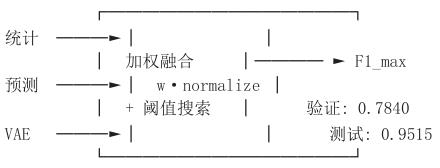 统计
加权融合
F1_max
预测
w·normalize
+ 阈值搜索
验证: 0.7840
VAE
测试: 0.9515